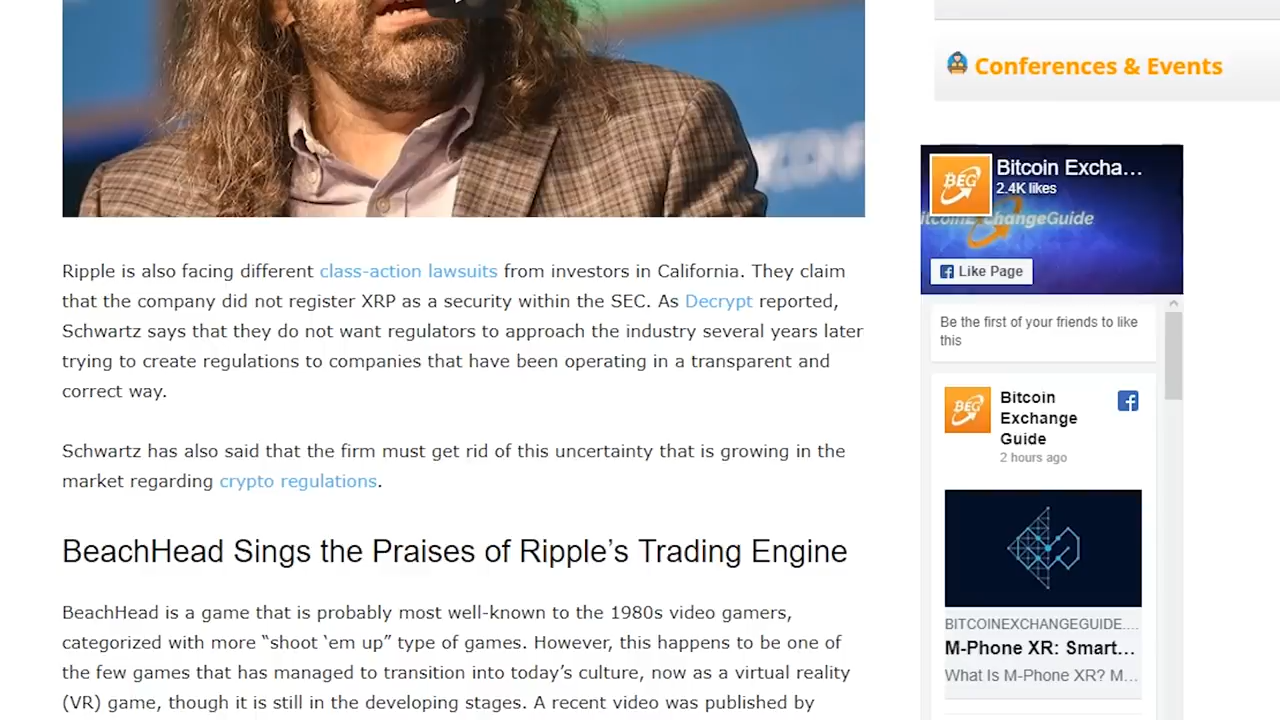 Ripple is also facing different class-action lawsuits from investors in California. They claim
that the company did not register XRP as a security within the SEC. As Decrypt reported,
Schwartz says that they do not want regulators to approach the industry several years later
trying to create regulations to companies that have been operating in a transparent and
correct way.
Schwartz has also said that the firm must get rid of this uncertainty that is growing in the
market regarding crypto regulations.
BeachHead Sings the Praises of Ripple’s Trading Engine
BeachHead is a game that is probably most well-known to the 1980s video gamers,
categorized with more “shoot ‘em up” type of games. However, this happens to be one of
the few games that has managed to transition into today’s culture, now as a virtual reality
(VR) game, though it is still in the developing stages. A recent video was published by
Conferences & Events
BEG
Bitcoin Excha...
2.4K likes
itcoinExchangeGuide
Like Page
Be the first of your friends to like
this
BEG
Bitcoin
Exchange
Guide
2 hours ago
BITCOINEXCHANGEGUIDE....
M-Phone XR: Smart...
What Is M-Phone XR? M...